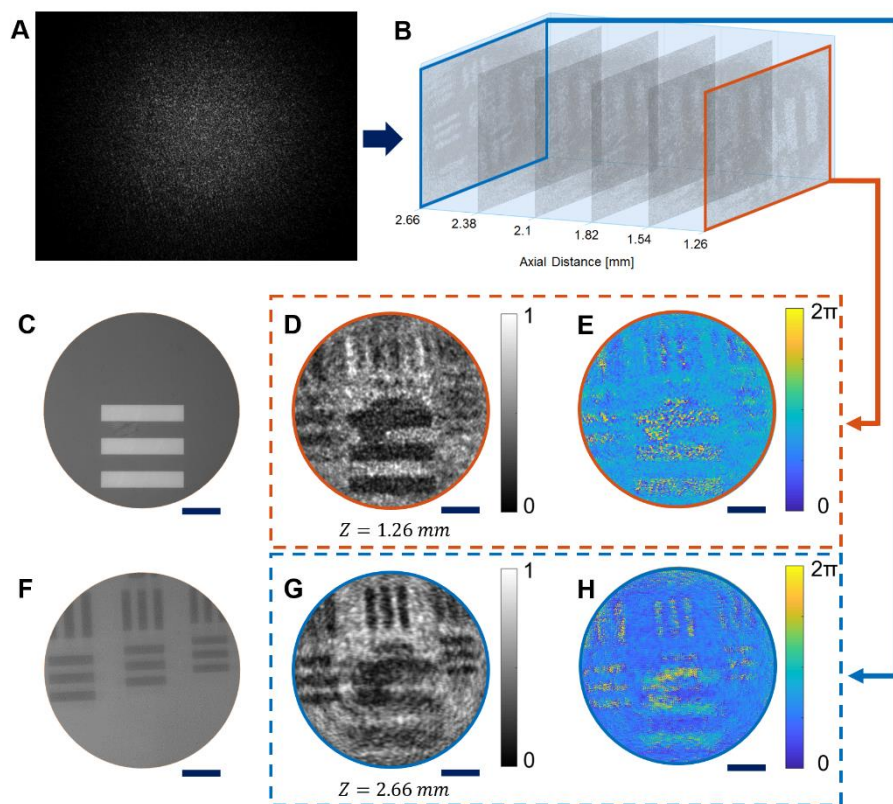 A
B
2.66
2.38
2.1
1.82
1.54
1.26
Axial Distance [mm]
C
D
1
0
Z = 1.26 mm
E
2π
0
F
G
1
0
Z = 2.66 mm
H
2π
0